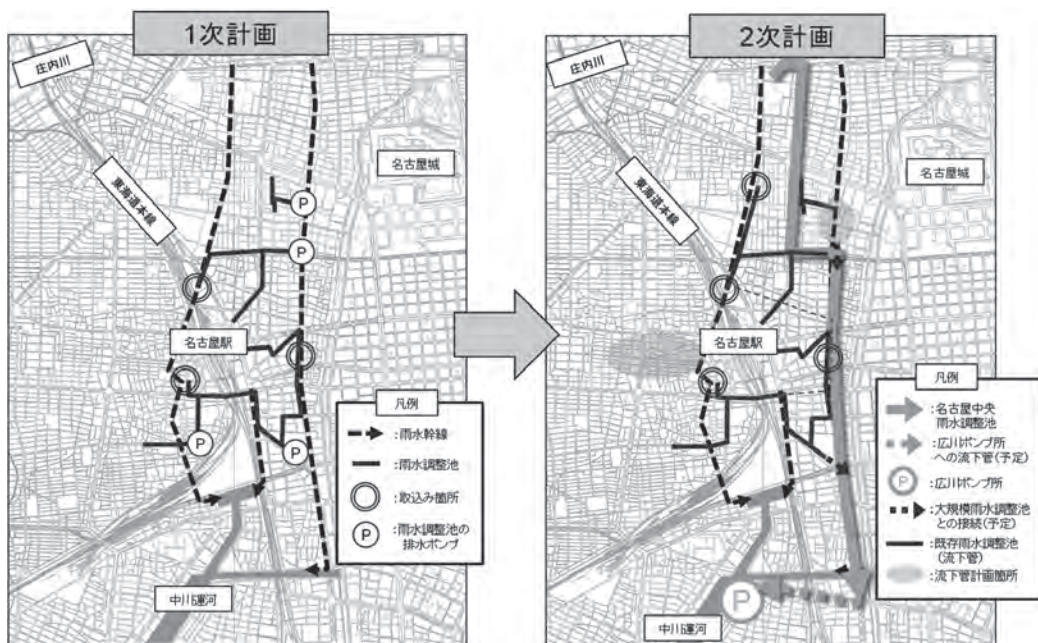 1次計画
庄内川
名古屋城
東海道本線
P
P
名古屋駅
P
P
中川運河
凡例
:雨水幹線
:雨水調整池
:取込み箇所
P
:雨水調整池の
排水ポンプ
2次計画
庄内川
名古屋城
東海道本線
名古屋駅
中川運河
P
凡例
:名古屋中央
雨水調整池
:広川ポンプ所
への流下管(予定)
P
:広川ポンプ所
:大規模雨水調整池
との接続(予定)
:既存雨水調整池
(流下管)
:流下管計画箇所